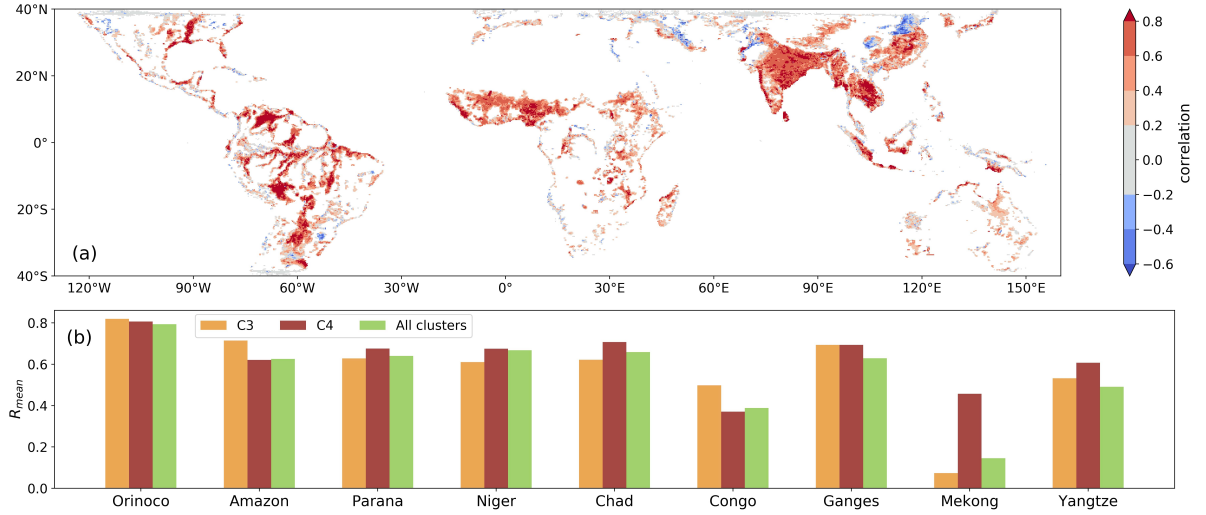 40°N
20°N
0°
20°S
40°S
(a)
120°W 90°W 60°W 30°W 0° 30°E 60°E 90°E 120°E 150°E
0.8
0.6
0.4
0.2
0.0
−0.2
−0.4
−0.6
correlation
(b)
C3 C4 All clusters
0.8
0.6
0.4
0.2
0.0
R_mean
Orinoco Amazon Parana Niger Chad Congo Ganges Mekong Yangtze